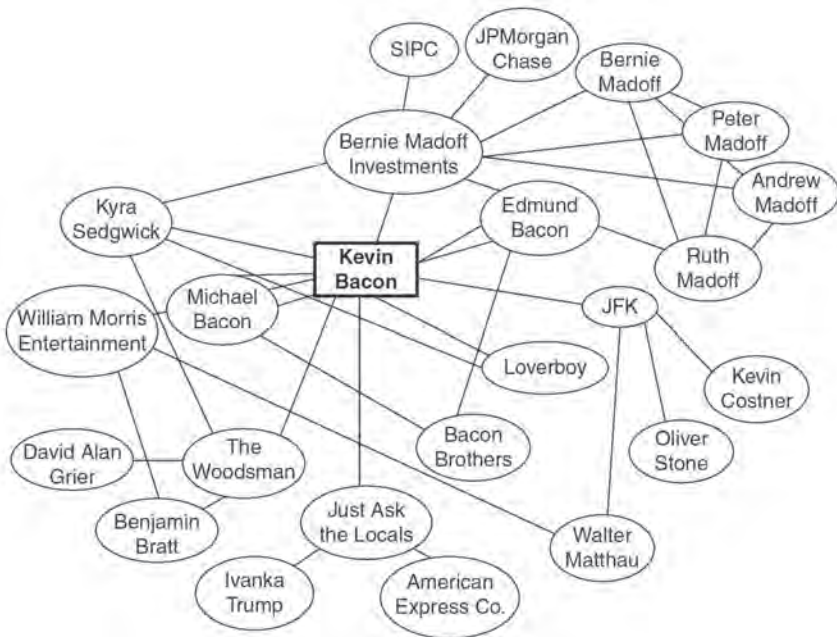 SIPC
JPMorgan
Chase
Bernie
Madoff
Peter
Madoff
Bernie Madoff
Investments
Andrew
Madoff
Kyra
Sedgwick
Edmund
Bacon
Kevin
Bacon
Ruth
Madoff
Michael
Bacon
JFK
William Morris
Entertainment
Loverboy
Kevin
Costner
David Alan
Grier
The
Woodsman
Bacon
Brothers
Oliver
Stone
Benjamin
Bratt
Just Ask
the Locals
Walter
Matthau
Ivanka
Trump
American
Express Co.